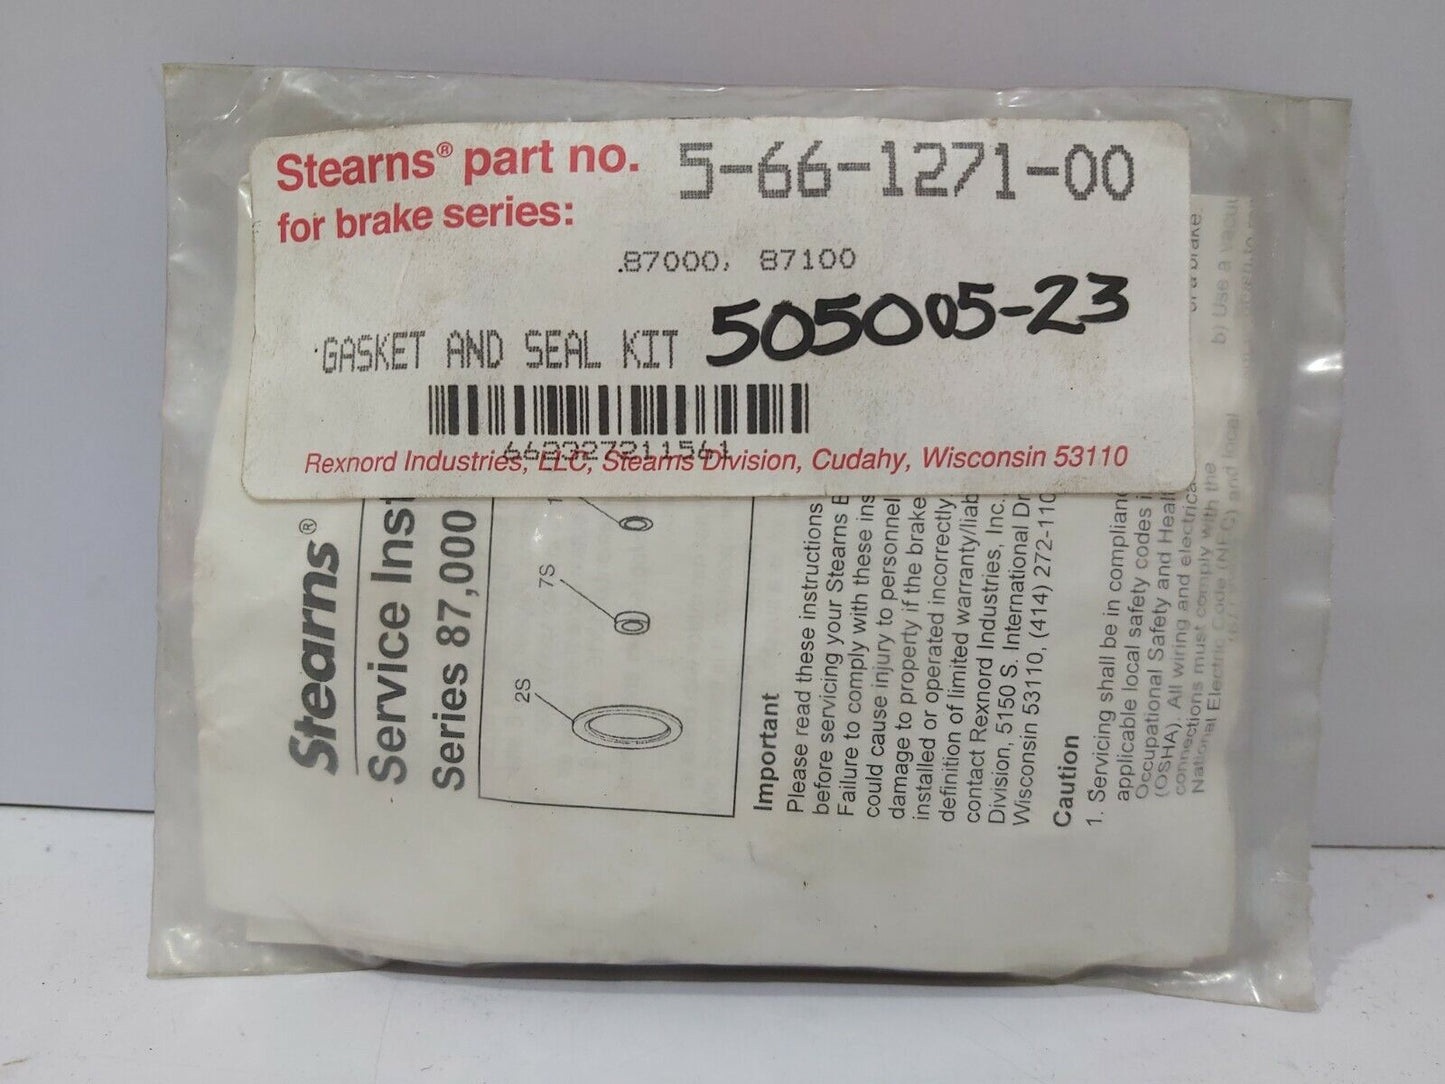 Stearns® part no. 5-66-1271-00
for brake series:
87000, 87100
GASKET AND SEAL KIT 505005-23
668327211561
Rexnord Industries, LLC, Stearns Division, Cudahy, Wisconsin 53110
Stearns®
Service Inst
Series 87,000
7S
2S
Important
Please read these instructions
before servicing your Stearns B
Failure to comply with these ins
could cause injury to personnel
damage to property if the brake
installed or operated incorrectly
definition of limited warranty/liab
contact Rexnord Industries, Inc.
Division, 5150 S. International Dr
Wisconsin 53110, (414) 272-110
Caution
1. Servicing shall be in complianc
applicable local safety codes i
Occupational Safety and Healt
(OSHA). All wiring and electrica
connections must comply with the
National Electric Code (NEC) and local
of a brake.
b) Use a vacuu